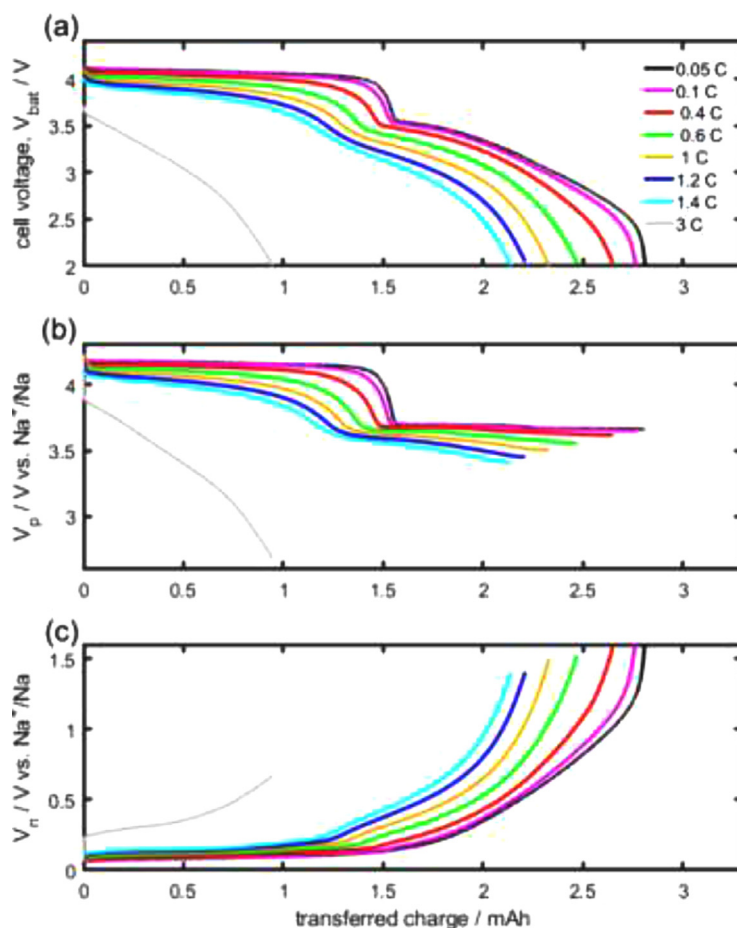 (a)
cell voltage, V_bat / V
4
3.5
3
2.5
2
0.05 C
0.1 C
0.4 C
0.6 C
1 C
1.2 C
1.4 C
3 C
0 0.5 1 1.5 2 2.5 3
(b)
V_p / V vs. Na⁺/Na
4
3.5
3
0 0.5 1 1.5 2 2.5 3
(c)
V_n / V vs. Na⁺/Na
1.5
1
0.5
0
0 0.5 1 1.5 2 2.5 3
transferred charge / mAh